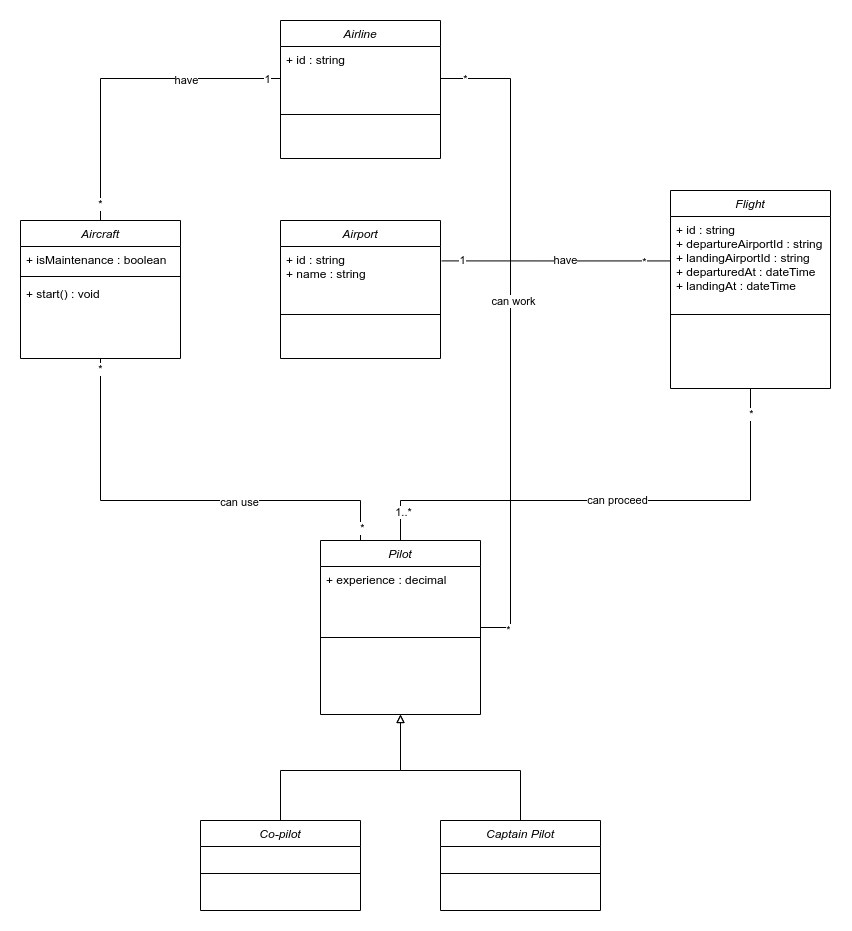 Airline
+ id : string
have
1
*
*
Aircraft
+ isMaintenance : boolean
+ start() : void
Airport
+ id : string
+ name : string
1
have
*
Flight
+ id : string
+ departureAirportId : string
+ landingAirportId : string
+ departuredAt : dateTime
+ landingAt : dateTime
can work
*
*
can use
*
1..*
can proceed
*
Pilot
+ experience : decimal
Co-pilot
Captain Pilot